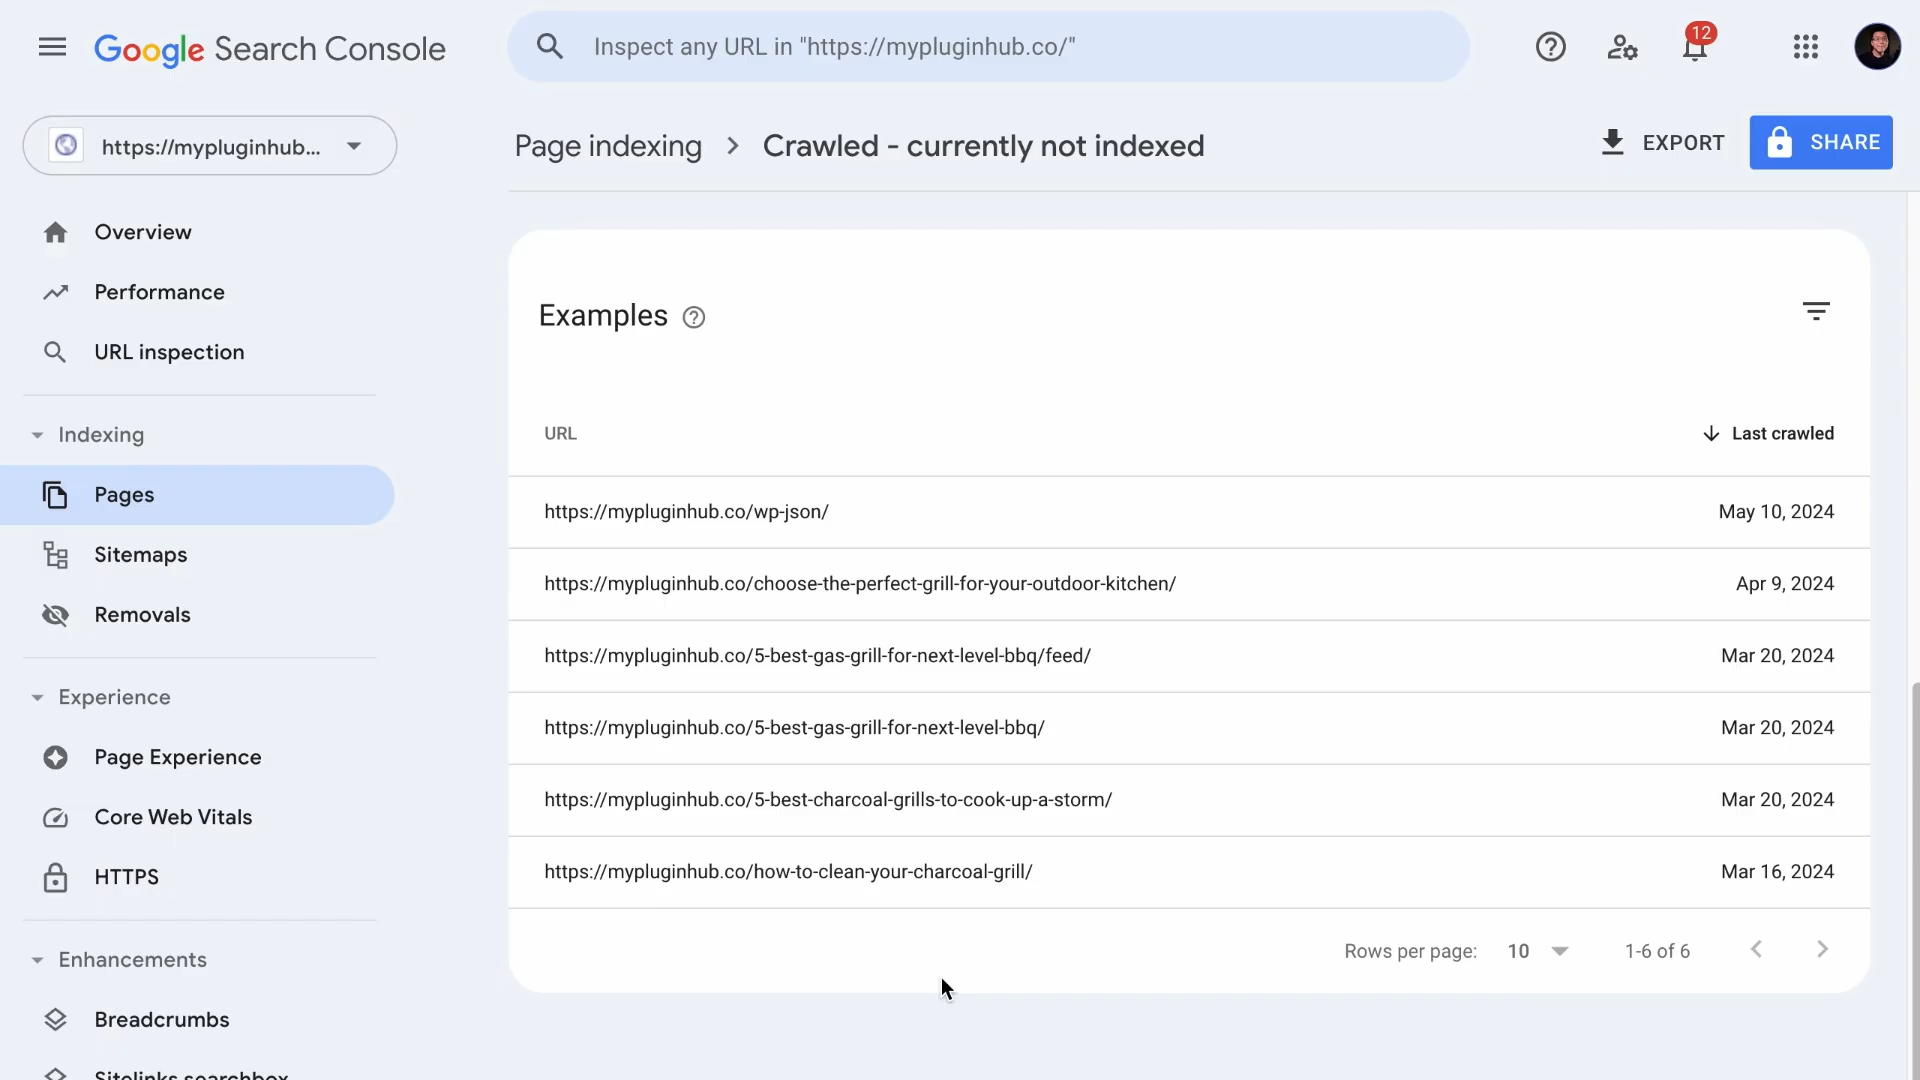 Google Search Console
Inspect any URL in "https://mypluginhub.co/"
12
https://mypluginhub...
Page indexing > Crawled - currently not indexed
EXPORT
SHARE
Overview
Performance
URL inspection
Indexing
Pages
Sitemaps
Removals
Experience
Page Experience
Core Web Vitals
HTTPS
Enhancements
Breadcrumbs
Sitelinks searchbox
Examples
URL
Last crawled
https://mypluginhub.co/wp-json/
May 10, 2024
https://mypluginhub.co/choose-the-perfect-grill-for-your-outdoor-kitchen/
Apr 9, 2024
https://mypluginhub.co/5-best-gas-grill-for-next-level-bbq/feed/
Mar 20, 2024
https://mypluginhub.co/5-best-gas-grill-for-next-level-bbq/
Mar 20, 2024
https://mypluginhub.co/5-best-charcoal-grills-to-cook-up-a-storm/
Mar 20, 2024
https://mypluginhub.co/how-to-clean-your-charcoal-grill/
Mar 16, 2024
Rows per page: 10
1-6 of 6